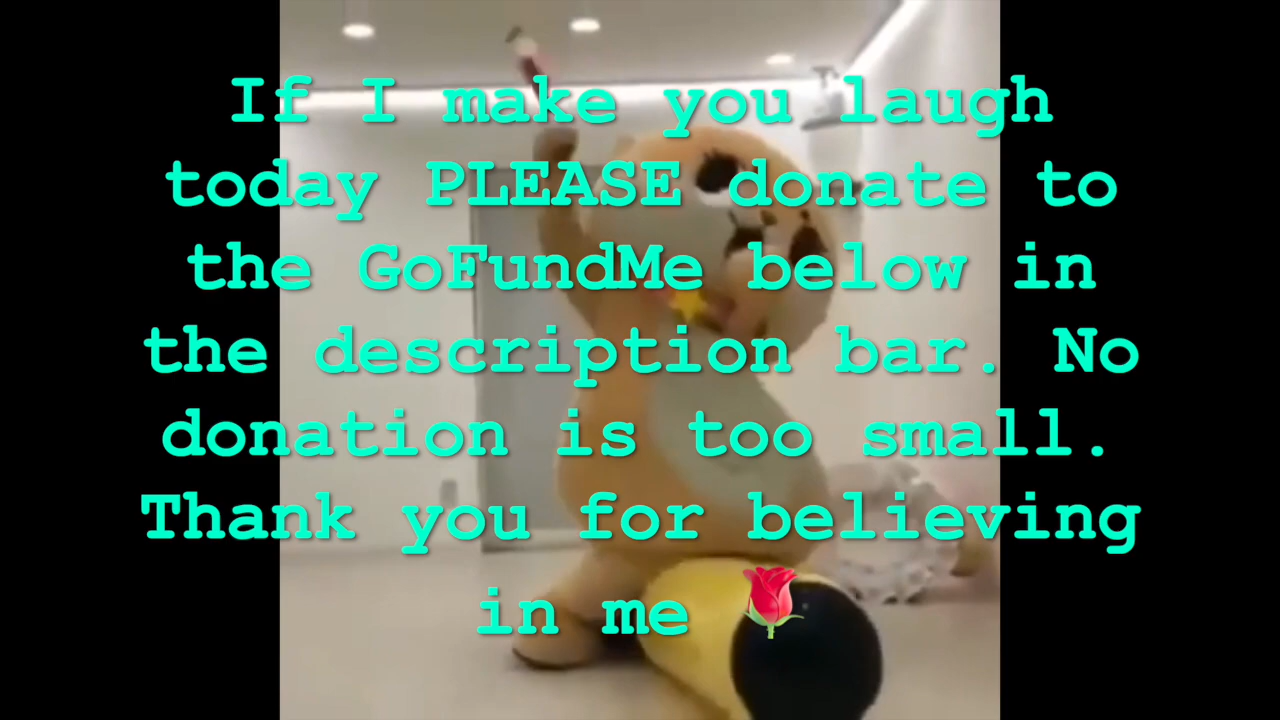 If I make you laugh
today PLEASE donate to
the GoFundMe below in
the description bar. No
donation is too small.
Thank you for believing
in me 🌹